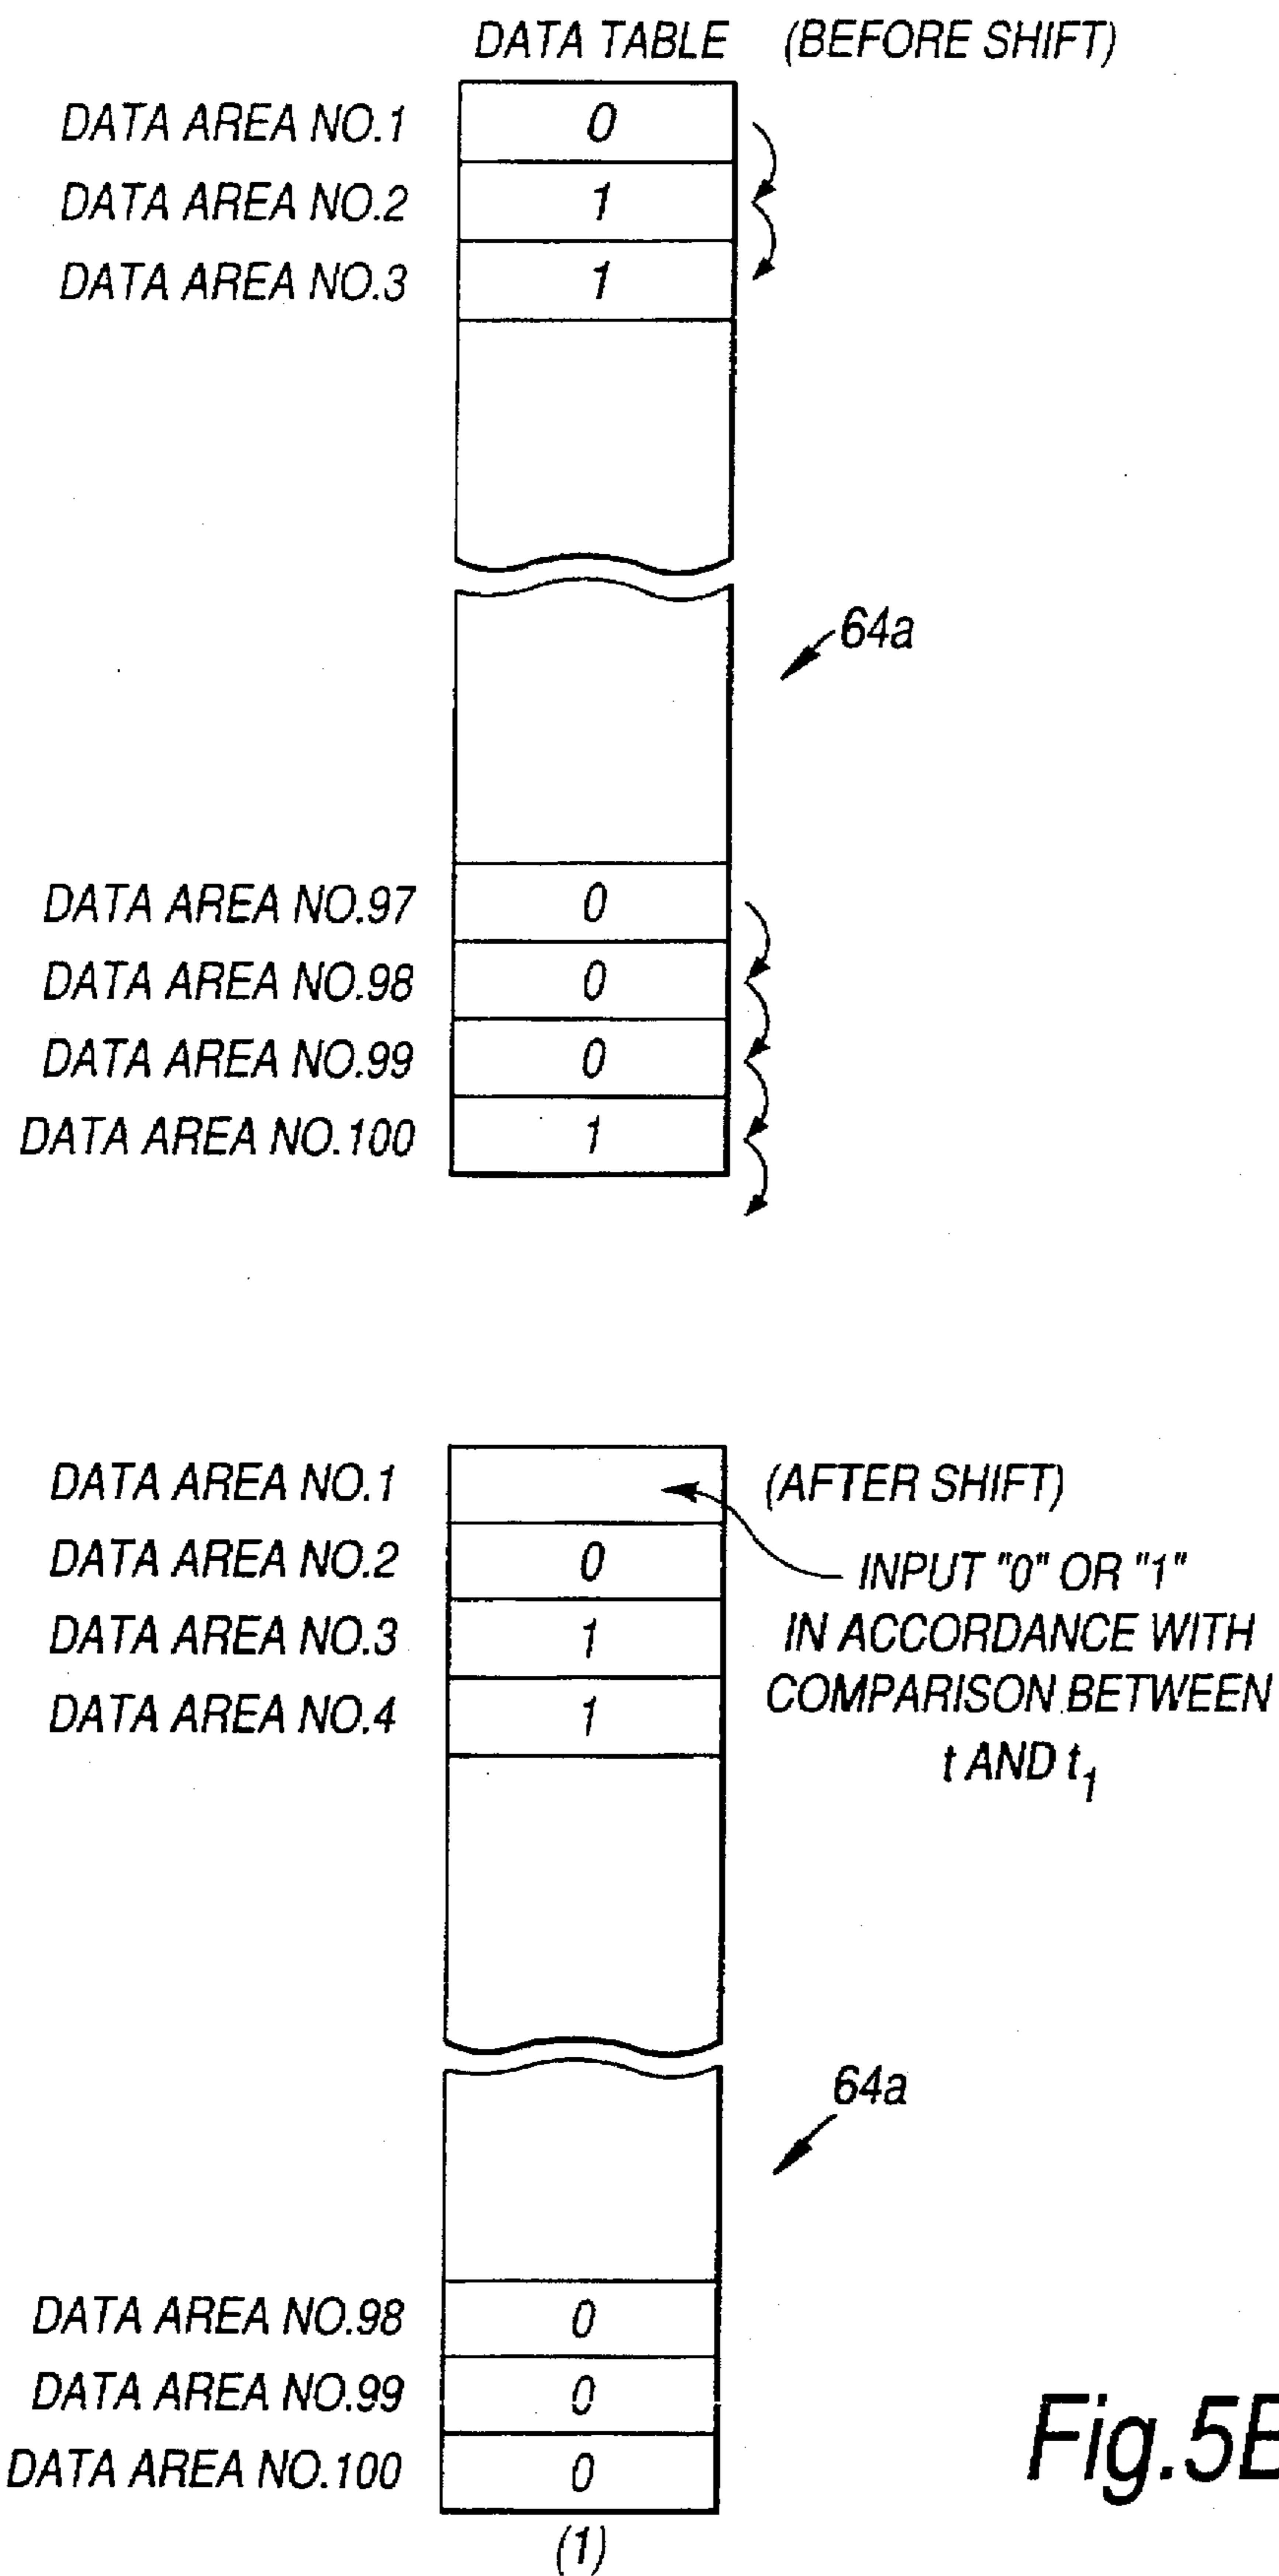 DATA TABLE (BEFORE SHIFT)
DATA AREA NO.1 0
DATA AREA NO.2 1
DATA AREA NO.3 1
64a
DATA AREA NO.97 0
DATA AREA NO.98 0
DATA AREA NO.99 0
DATA AREA NO.100 1
DATA AREA NO.1 (AFTER SHIFT)
DATA AREA NO.2 0 INPUT "0" OR "1"
DATA AREA NO.3 1 IN ACCORDANCE WITH
DATA AREA NO.4 1 COMPARISON BETWEEN
t AND t₁
64a
DATA AREA NO.98 0
DATA AREA NO.99 0
DATA AREA NO.100 0
(1)
Fig.5B